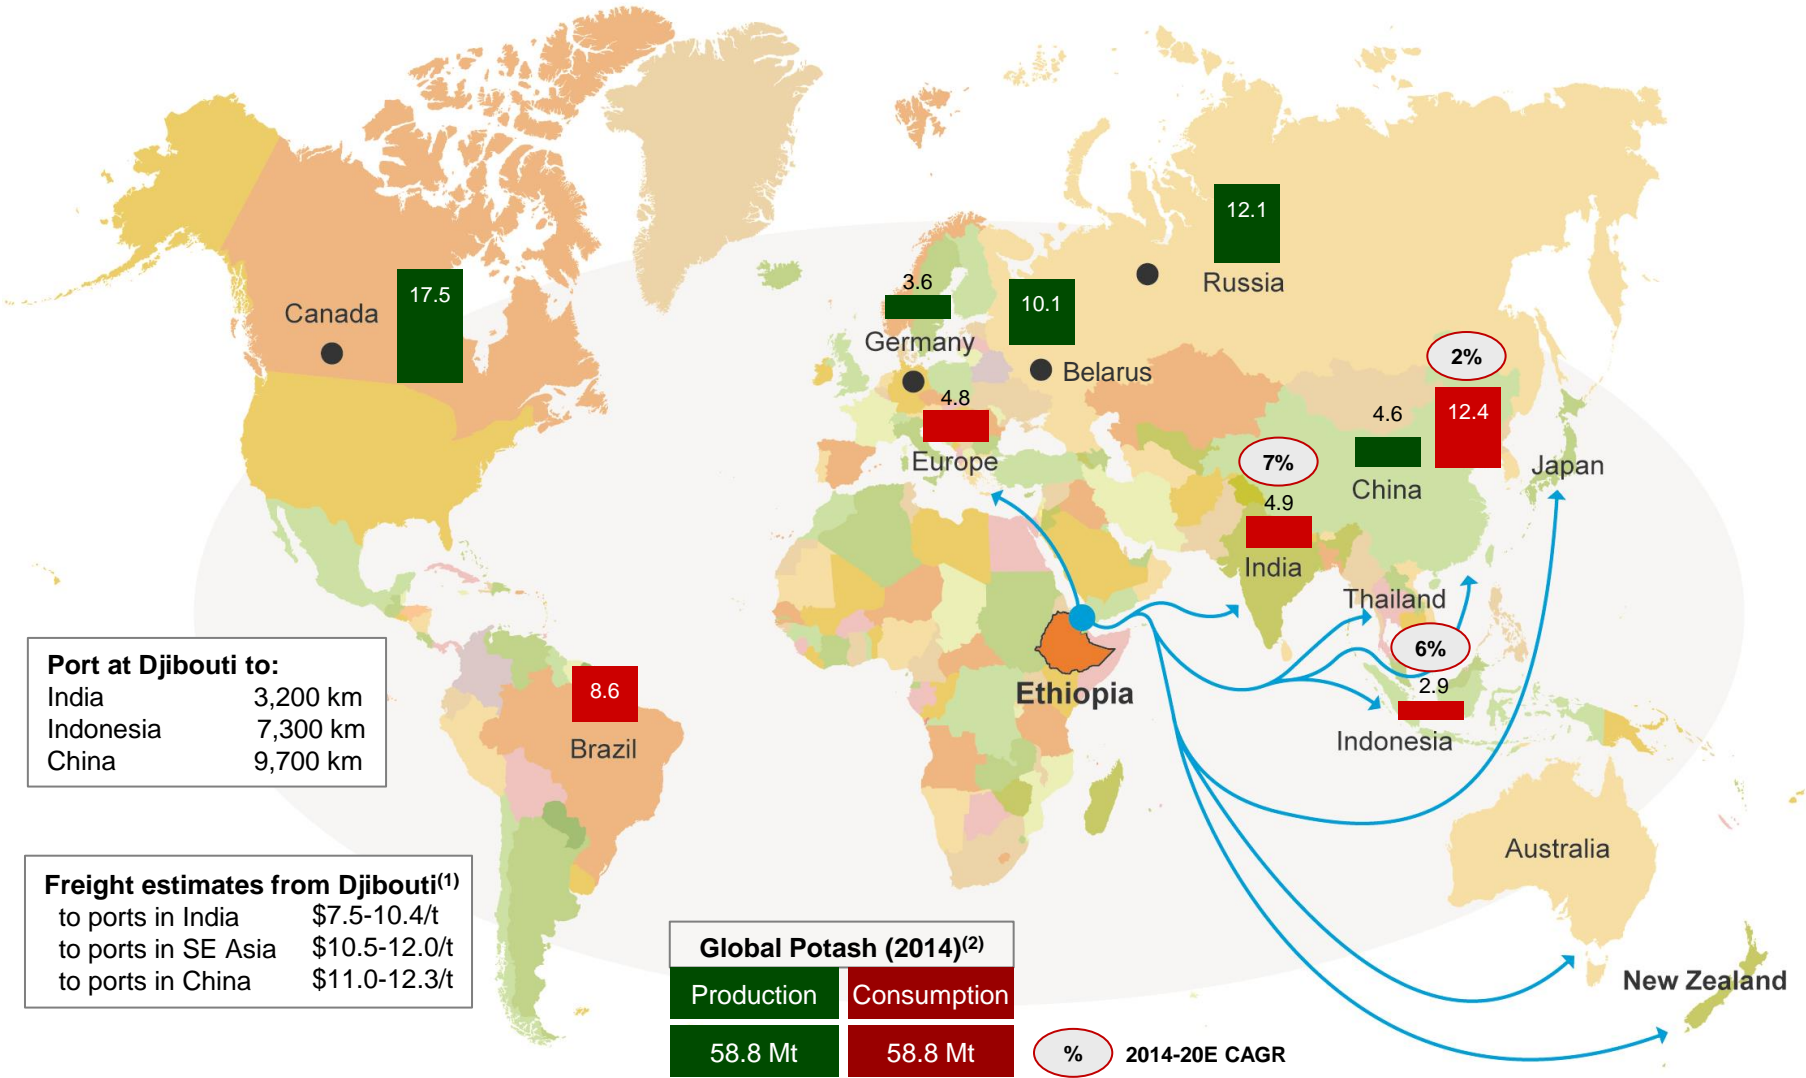 12.1
Russia
17.5
Canada
3.6
Germany
10.1
Belarus
2%
4.8
Europe
4.6
12.4
China
Japan
7%
4.9
India
Thailand
6%
2.9
Indonesia
Ethiopia
8.6
Brazil
Port at Djibouti to:
India 3,200 km
Indonesia 7,300 km
China 9,700 km
Australia
New Zealand
Freight estimates from Djibouti(1)
to ports in India $7.5-10.4/t
to ports in SE Asia $10.5-12.0/t
to ports in China $11.0-12.3/t
Global Potash (2014)(2)
Production Consumption
58.8 Mt 58.8 Mt
% 2014-20E CAGR